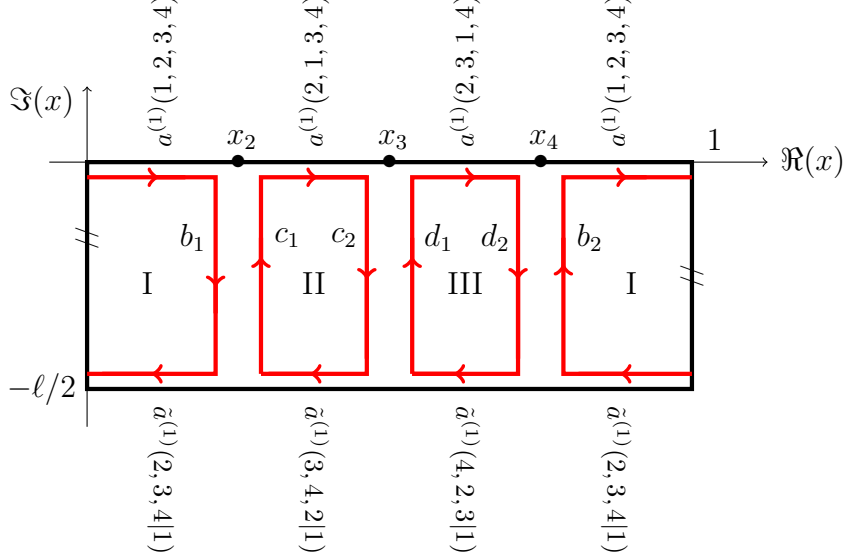 a^{(1)}(1, 2, 3, 4)
a^{(1)}(2, 1, 3, 4)
a^{(1)}(2, 3, 1, 4)
a^{(1)}(1, 2, 3, 4)
ℑ(x)
x_2
x_3
x_4
1
ℜ(x)
b_1
c_1
c_2
d_1
d_2
b_2
I
II
III
I
−ℓ/2
ã^{(1)}(2, 3, 4|1)
ã^{(1)}(3, 4, 2|1)
ã^{(1)}(4, 2, 3|1)
ã^{(1)}(2, 3, 4|1)